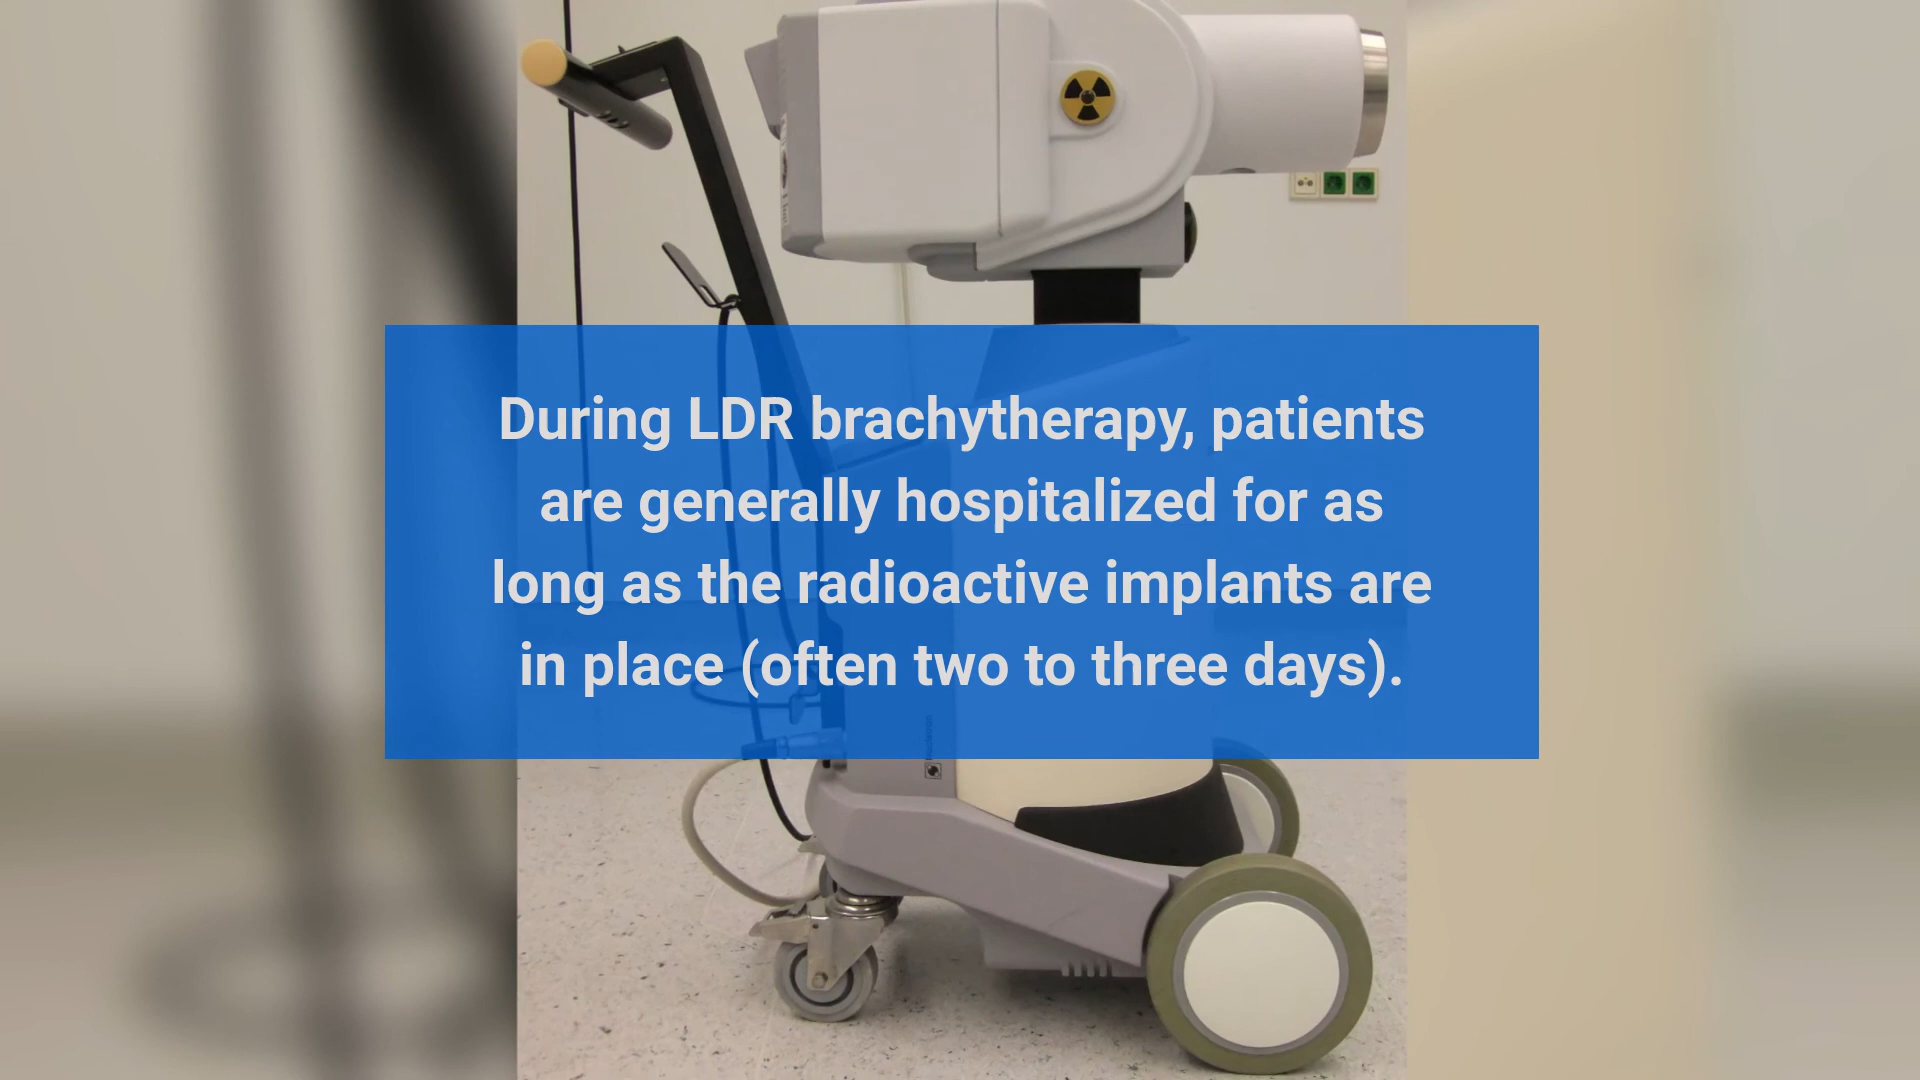 During LDR brachytherapy, patients
are generally hospitalized for as
long as the radioactive implants are
in place (often two to three days).